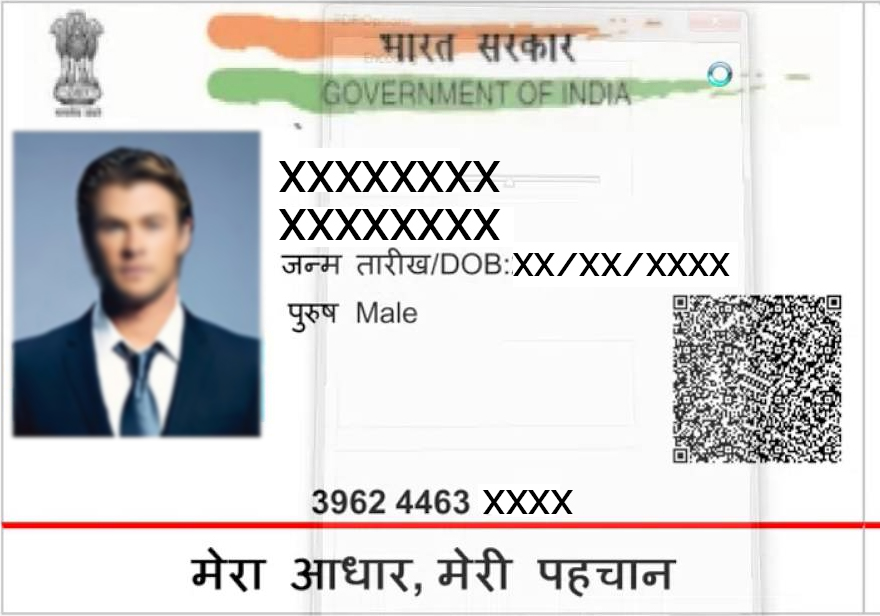 भारत सरकार
GOVERNMENT OF INDIA
XXXXXXXX
XXXXXXXX
जन्म तारीख/DOB:XX/XX/XXXX
पुरुष Male
3962 4463 XXXX
मेरा आधार, मेरी पहचान